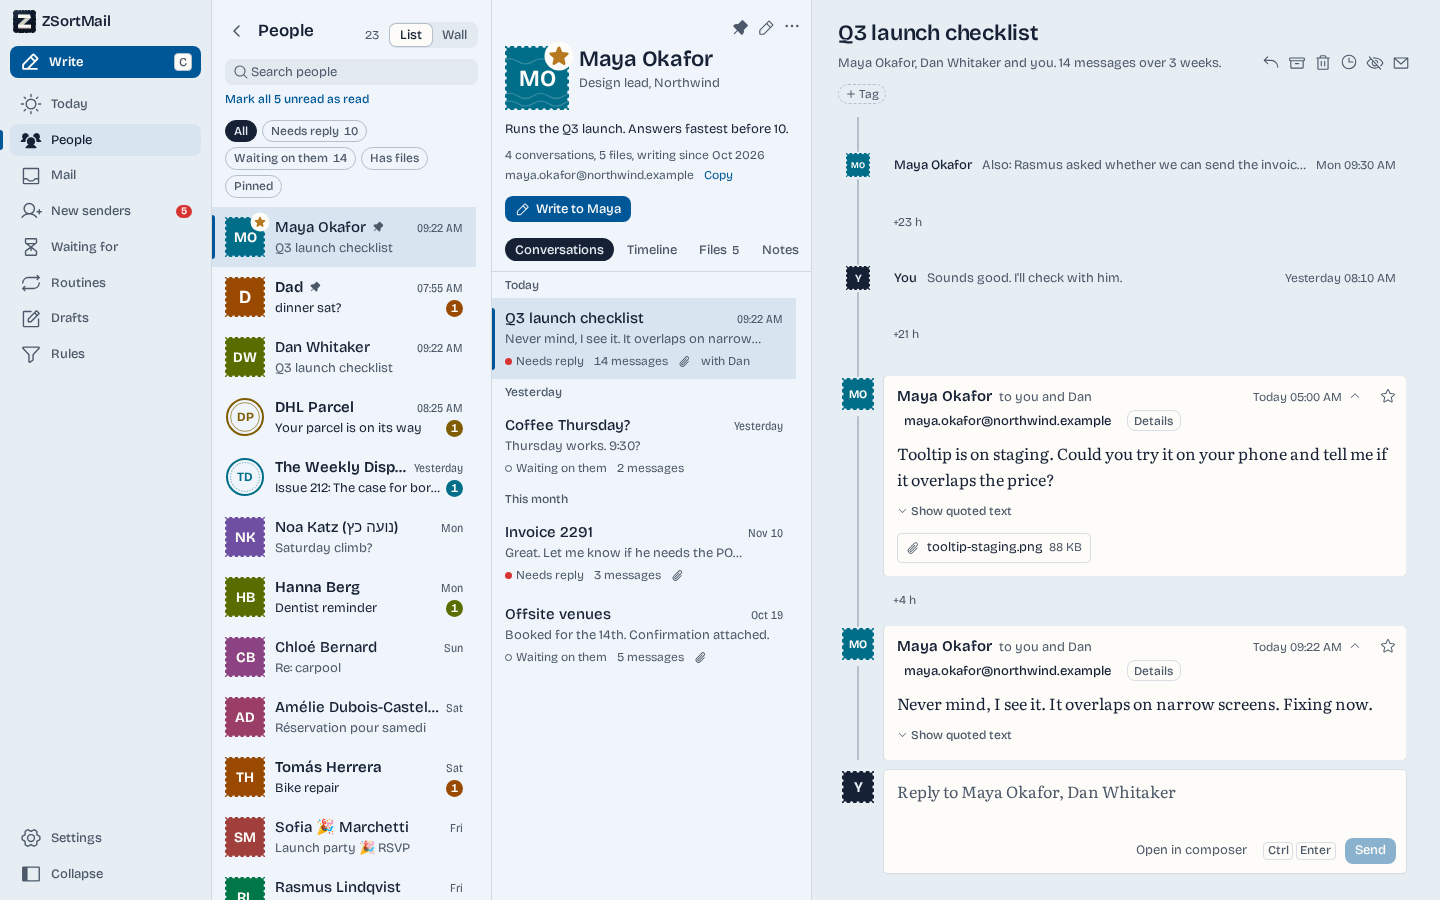 ZSortMail
Write C
Today
People
Mail
New senders 5
Waiting for
Routines
Drafts
Rules
Settings
Collapse
People 23 List Wall
Search people
Mark all 5 unread as read
All Needs reply 10
Waiting on them 14 Has files
Pinned
MO Maya Okafor 09:22 AM
Q3 launch checklist
D Dad 07:55 AM
dinner sat? 1
DW Dan Whitaker 09:22 AM
Q3 launch checklist
DP DHL Parcel 08:25 AM
Your parcel is on its way 1
TD The Weekly Disp... Yesterday
Issue 212: The case for bor... 1
NK Noa Katz (נועה כץ) Mon
Saturday climb?
HB Hanna Berg Mon
Dentist reminder 1
CB Chloé Bernard Sun
Re: carpool
AD Amélie Dubois-Castel... Sat
Réservation pour samedi
TH Tomás Herrera Sat
Bike repair 1
SM Sofia 🎉 Marchetti Fri
Launch party 🎉 RSVP
RL Rasmus Lindqvist Fri
MO Maya Okafor
Design lead, Northwind
Runs the Q3 launch. Answers fastest before 10.
4 conversations, 5 files, writing since Oct 2026
maya.okafor@northwind.example Copy
Write to Maya
Conversations Timeline Files 5 Notes
Today
Q3 launch checklist 09:22 AM
Never mind, I see it. It overlaps on narrow...
Needs reply 14 messages with Dan
Yesterday
Coffee Thursday? Yesterday
Thursday works. 9:30?
Waiting on them 2 messages
This month
Invoice 2291 Nov 10
Great. Let me know if he needs the PO...
Needs reply 3 messages
Offsite venues Oct 19
Booked for the 14th. Confirmation attached.
Waiting on them 5 messages
Q3 launch checklist
Maya Okafor, Dan Whitaker and you. 14 messages over 3 weeks.
+ Tag
MO Maya Okafor Also: Rasmus asked whether we can send the invoic... Mon 09:30 AM
+23 h
Y You Sounds good. I'll check with him. Yesterday 08:10 AM
+21 h
MO Maya Okafor to you and Dan Today 05:00 AM
maya.okafor@northwind.example Details
Tooltip is on staging. Could you try it on your phone and tell me if
it overlaps the price?
Show quoted text
tooltip-staging.png 88 KB
+4 h
MO Maya Okafor to you and Dan Today 09:22 AM
maya.okafor@northwind.example Details
Never mind, I see it. It overlaps on narrow screens. Fixing now.
Show quoted text
Y Reply to Maya Okafor, Dan Whitaker
Open in composer Ctrl Enter Send